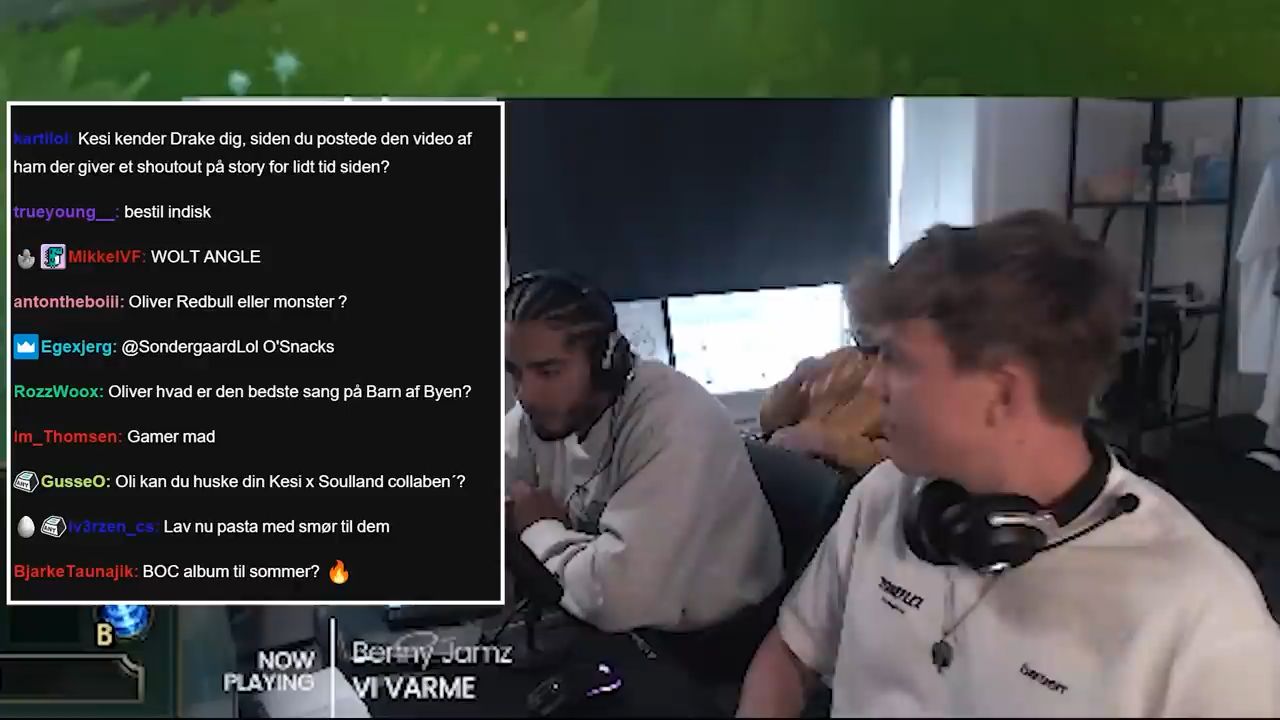 kartilol: Kesi kender Drake dig, siden du postede den video af
ham der giver et shoutout på story for lidt tid siden?
trueyoung__: bestil indisk
MikkelVF: WOLT ANGLE
antontheboiii: Oliver Redbull eller monster ?
Egexjerg: @SondergaardLol O'Snacks
RozzWoox: Oliver hvad er den bedste sang på Barn af Byen?
Im_Thomsen: Gamer mad
GusseO: Oli kan du huske din Kesi x Soulland collaben´?
iv3rzen_cs: Lav nu pasta med smør til dem
BjarkeTaunajik: BOC album til sommer? 🔥
B
NOW
PLAYING
Benny Jamz
VI VARME